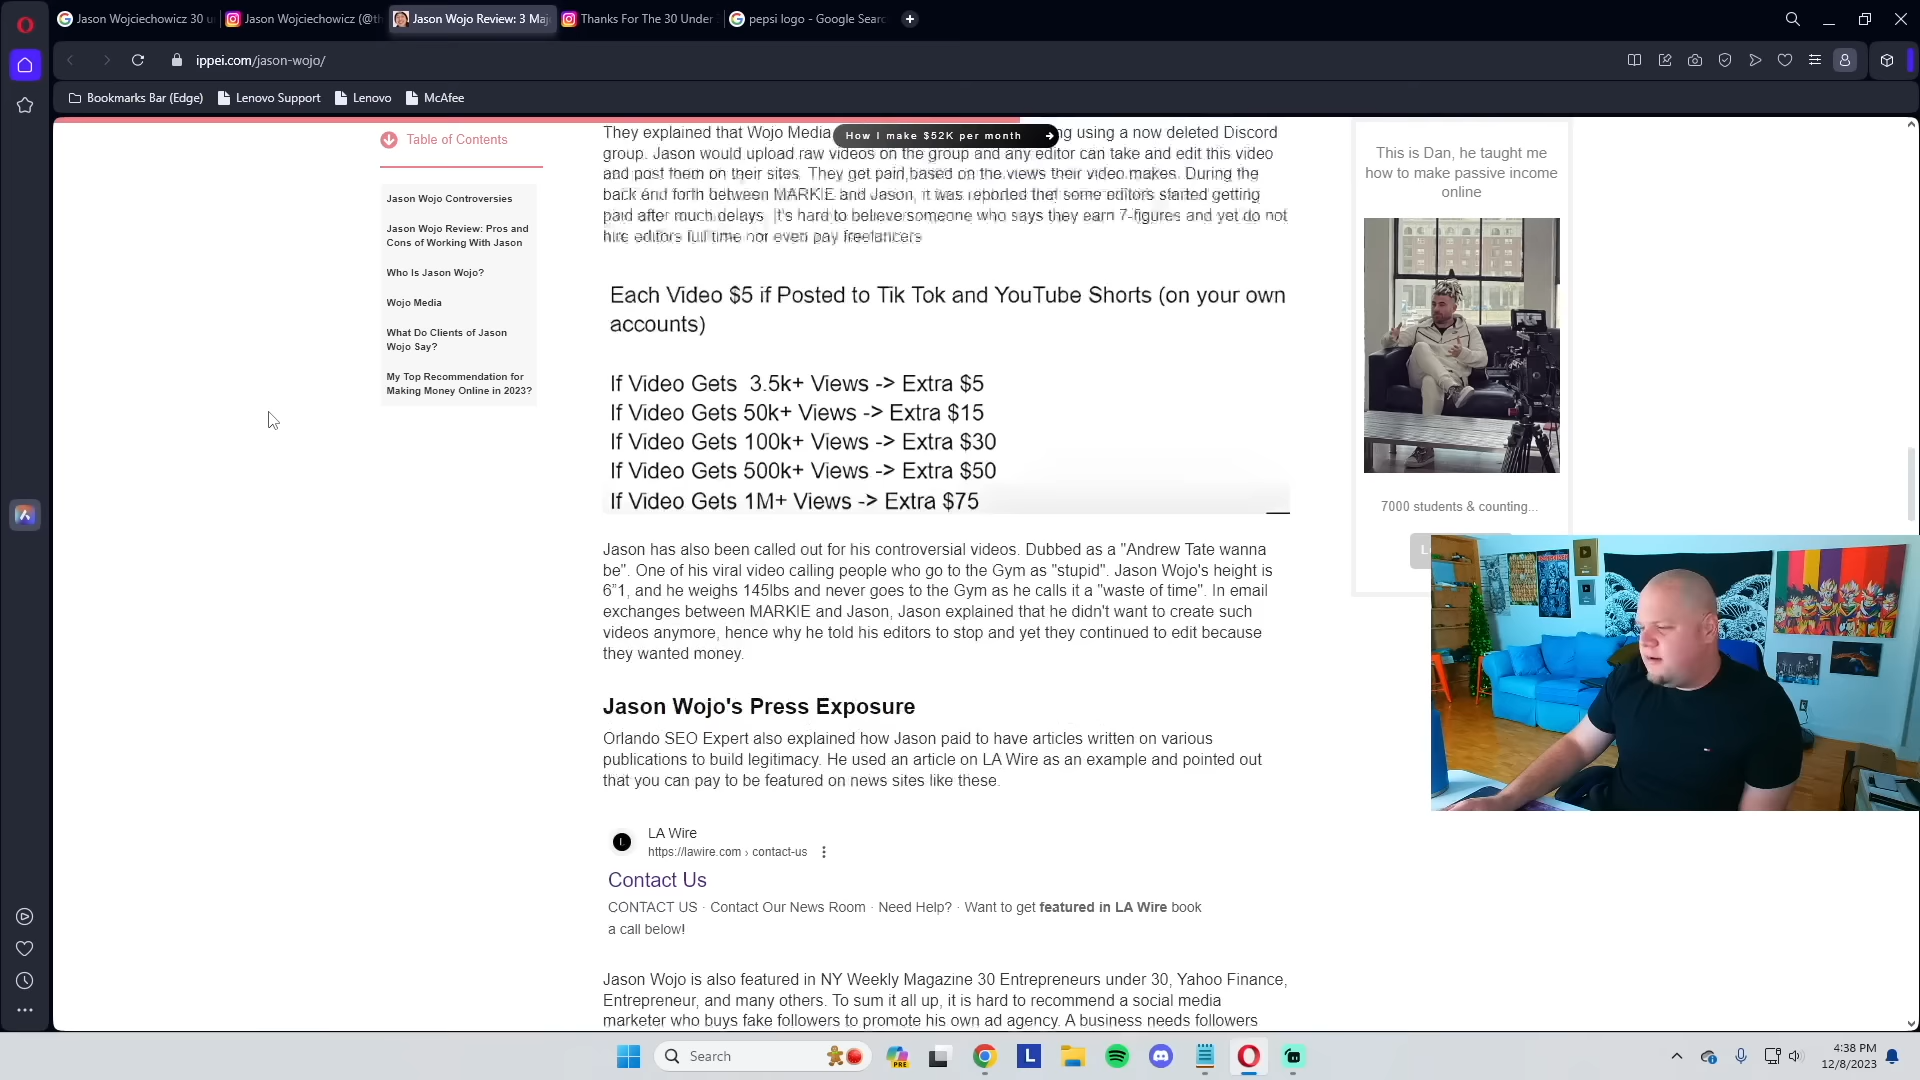 Jason Wojciechowicz 30 u
Jason Wojciechowicz (@th
Jason Wojo Review: 3 Maj
Thanks For The 30 Under
pepsi logo - Google Searc
ippei.com/jason-wojo/
Bookmarks Bar (Edge)
Lenovo Support
Lenovo
McAfee
Table of Contents
Jason Wojo Controversies
Jason Wojo Review: Pros and
Cons of Working With Jason
Who Is Jason Wojo?
Wojo Media
What Do Clients of Jason
Wojo Say?
My Top Recommendation for
Making Money Online in 2023?
How I make $52K per month
They explained that Wojo Media ng using a now deleted Discord
group. Jason would upload raw videos on the group and any editor can take and edit this video
and post them on their sites. They get paid based on the views their video makes. During the
back and forth between MARKIE and Jason, it was reported that some editors started getting
paid after much delays. It's hard to believe someone who says they earn 7-figures and yet do not
hire editors full time nor even pay freelancers
Each Video $5 if Posted to Tik Tok and YouTube Shorts (on your own
accounts)
If Video Gets 3.5k+ Views -> Extra $5
If Video Gets 50k+ Views -> Extra $15
If Video Gets 100k+ Views -> Extra $30
If Video Gets 500k+ Views -> Extra $50
If Video Gets 1M+ Views -> Extra $75
Jason has also been called out for his controversial videos. Dubbed as a "Andrew Tate wanna
be". One of his viral video calling people who go to the Gym as "stupid". Jason Wojo's height is
6"1, and he weighs 145lbs and never goes to the Gym as he calls it a "waste of time". In email
exchanges between MARKIE and Jason, Jason explained that he didn't want to create such
videos anymore, hence why he told his editors to stop and yet they continued to edit because
they wanted money.
Jason Wojo's Press Exposure
Orlando SEO Expert also explained how Jason paid to have articles written on various
publications to build legitimacy. He used an article on LA Wire as an example and pointed out
that you can pay to be featured on news sites like these.
LA Wire
https://lawire.com › contact-us
Contact Us
CONTACT US · Contact Our News Room · Need Help? · Want to get featured in LA Wire book
a call below!
Jason Wojo is also featured in NY Weekly Magazine 30 Entrepreneurs under 30, Yahoo Finance,
Entrepreneur, and many others. To sum it all up, it is hard to recommend a social media
marketer who buys fake followers to promote his own ad agency. A business needs followers
This is Dan, he taught me
how to make passive income
online
7000 students & counting...
Search
PRE
L
4:38 PM
12/8/2023